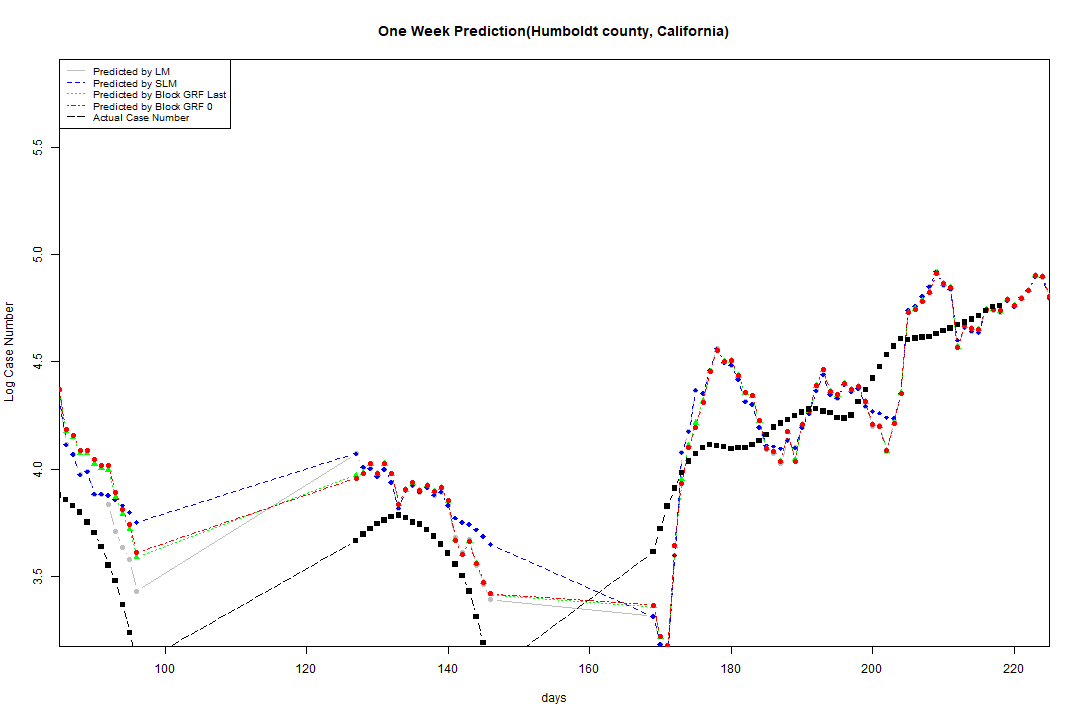 One Week Prediction(Humboldt county, California)
Predicted by LM
Predicted by SLM
Predicted by Block GRF Last
Predicted by Block GRF 0
Actual Case Number
5.5
5.0
4.5
4.0
3.5
Log Case Number
100 120 140 160 180 200 220
days